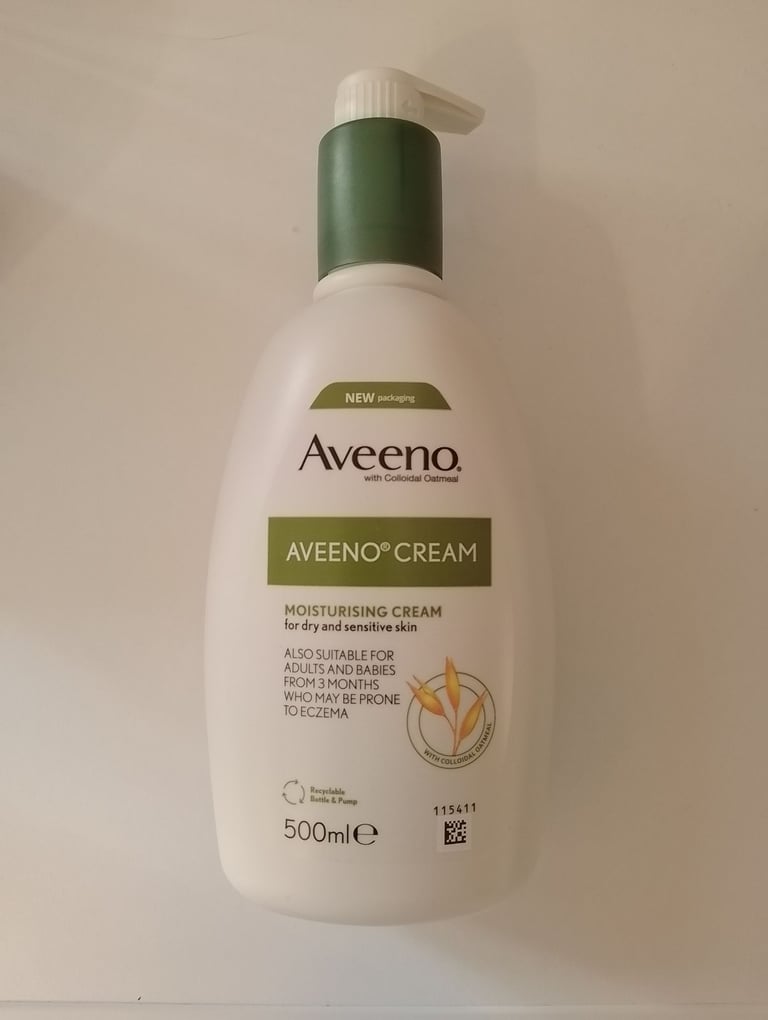 NEW packaging
Aveeno.
with Colloidal Oatmeal
AVEENO® CREAM
MOISTURISING CREAM
for dry and sensitive skin
ALSO SUITABLE FOR
ADULTS AND BABIES
FROM 3 MONTHS
WHO MAY BE PRONE
TO ECZEMA
WITH COLLOIDAL OATMEAL
Recyclable
Bottle & Pump
115411
500ml e